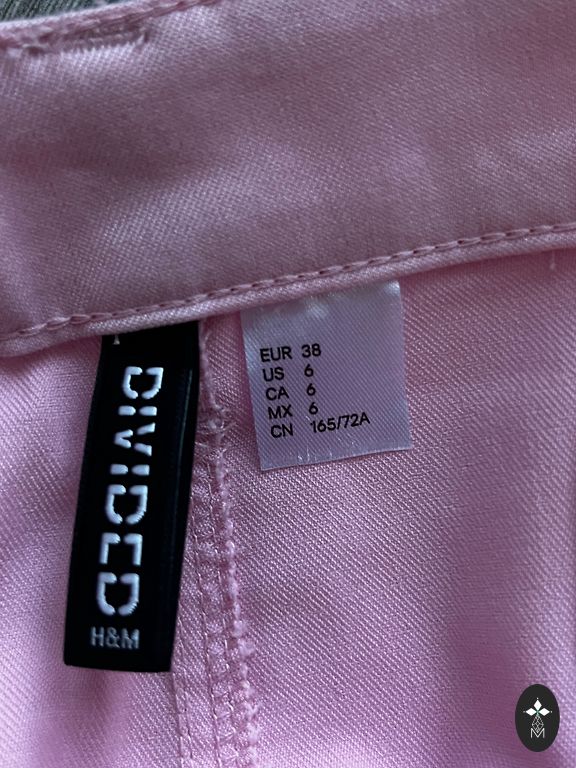 DIVIDED
H&M
EUR 38
US 6
CA 6
MX 6
CN 165/72A
M